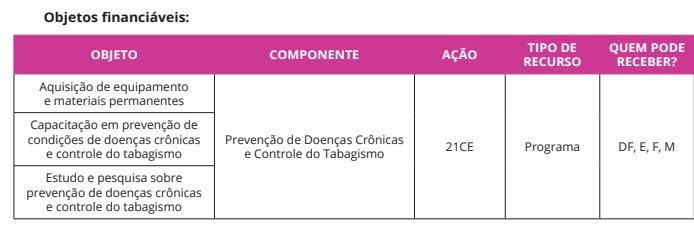 Objetos financiáveis:
OBJETO
COMPONENTE
AÇÃO
TIPO DE
RECURSO
QUEM PODE
RECEBER?
Aquisição de equipamento
e materiais permanentes
Capacitação em prevenção de
condições de doenças crônicas
e controle do tabagismo
Estudo e pesquisa sobre
prevenção de doenças crônicas
e controle do tabagismo
Prevenção de Doenças Crônicas
e Controle do Tabagismo
21CE
Programa
DF, E, F, M